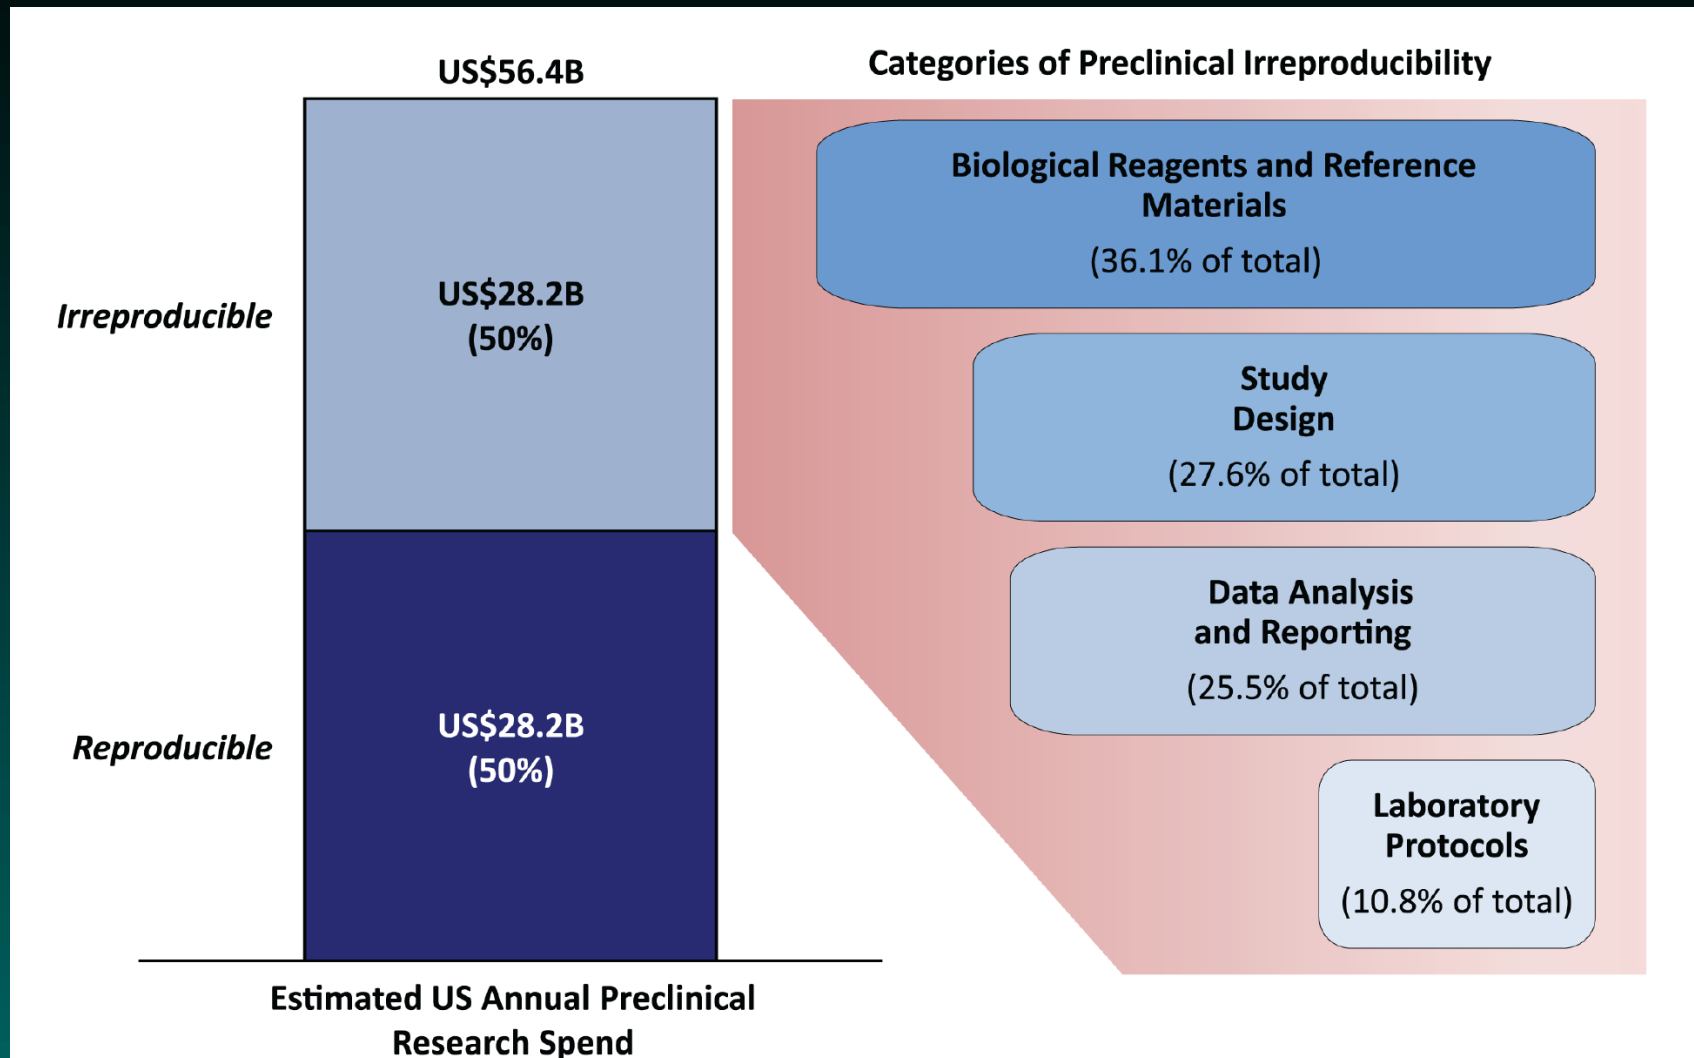 US$56.4B
Irreproducible
US$28.2B
(50%)
Reproducible
US$28.2B
(50%)
Estimated US Annual Preclinical
Research Spend
Categories of Preclinical Irreproducibility
Biological Reagents and Reference
Materials
(36.1% of total)
Study
Design
(27.6% of total)
Data Analysis
and Reporting
(25.5% of total)
Laboratory
Protocols
(10.8% of total)